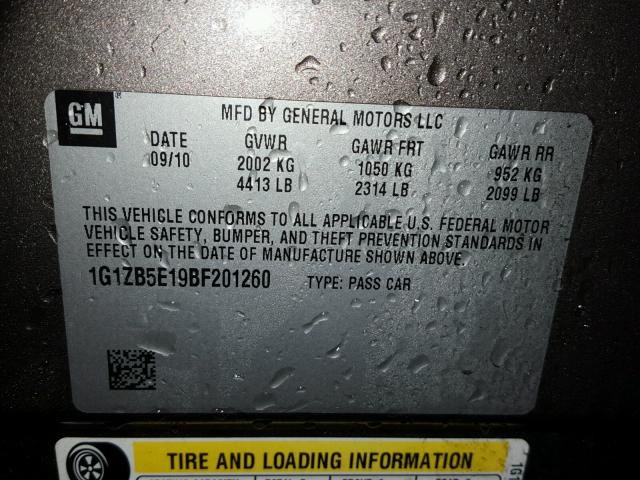 GM
MFD BY GENERAL MOTORS LLC
DATE GVWR GAWR FRT GAWR RR
09/10 2002 KG 1050 KG 952 KG
4413 LB 2314 LB 2099 LB
THIS VEHICLE CONFORMS TO ALL APPLICABLE U.S. FEDERAL MOTOR
VEHICLE SAFETY, BUMPER, AND THEFT PREVENTION STANDARDS IN
EFFECT ON THE DATE OF MANUFACTURE SHOWN ABOVE.
1G1ZB5E19BF201260 TYPE: PASS CAR
TIRE AND LOADING INFORMATION